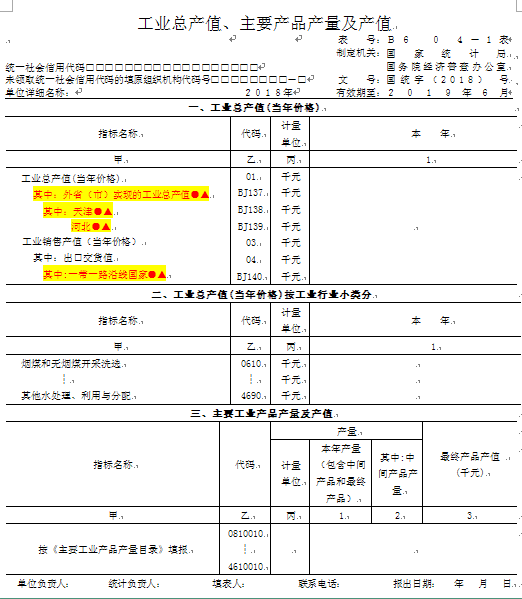 工业总产值、主要产品产量及产值
表 号：B６０４－１表
制定机关：国 家 统 计 局
国务院经济普查办公室
统一社会信用代码□□□□□□□□□□□□□□□□□□
未领取统一社会信用代码的填原组织机构代码号□□□□□□□□－□
文 号：国统字（2018） 号
单位详细名称： 2018年 有效期至：２０１９年６月
一、工业总产值(当年价格)
指标名称 代码 计量单位 本 年
甲 乙 丙 1
工业总产值(当年价格) 01 千元
其中：外省（市）实现的工业总产值●▲ BJ137 千元
其中：天津●▲ BJ138 千元
河北●▲ BJ139 千元
工业销售产值（当年价格） 03 千元
其中：出口交货值 04 千元
其中:一带一路沿线国家●▲ BJ140 千元
二、工业总产值(当年价格)按工业行业小类分
指标名称 代码 计量单位 本 年
甲 乙 丙 1
烟煤和无烟煤开采洗选 0610 千元
┆ ┆ 千元
其他水处理、利用与分配 4690 千元
三、主要工业产品产量及产值
指标名称 代码 产量 最终产品产值（千元）
计量单位 本年产量（包含中间产品和最终产品） 其中:中间产品产量
甲 乙 丙 1 2 3
按《主要工业产品产量目录》填报 0810010
┆
4610010
单位负责人： 统计负责人： 填表人： 联系电话： 报出日期： 年 月 日